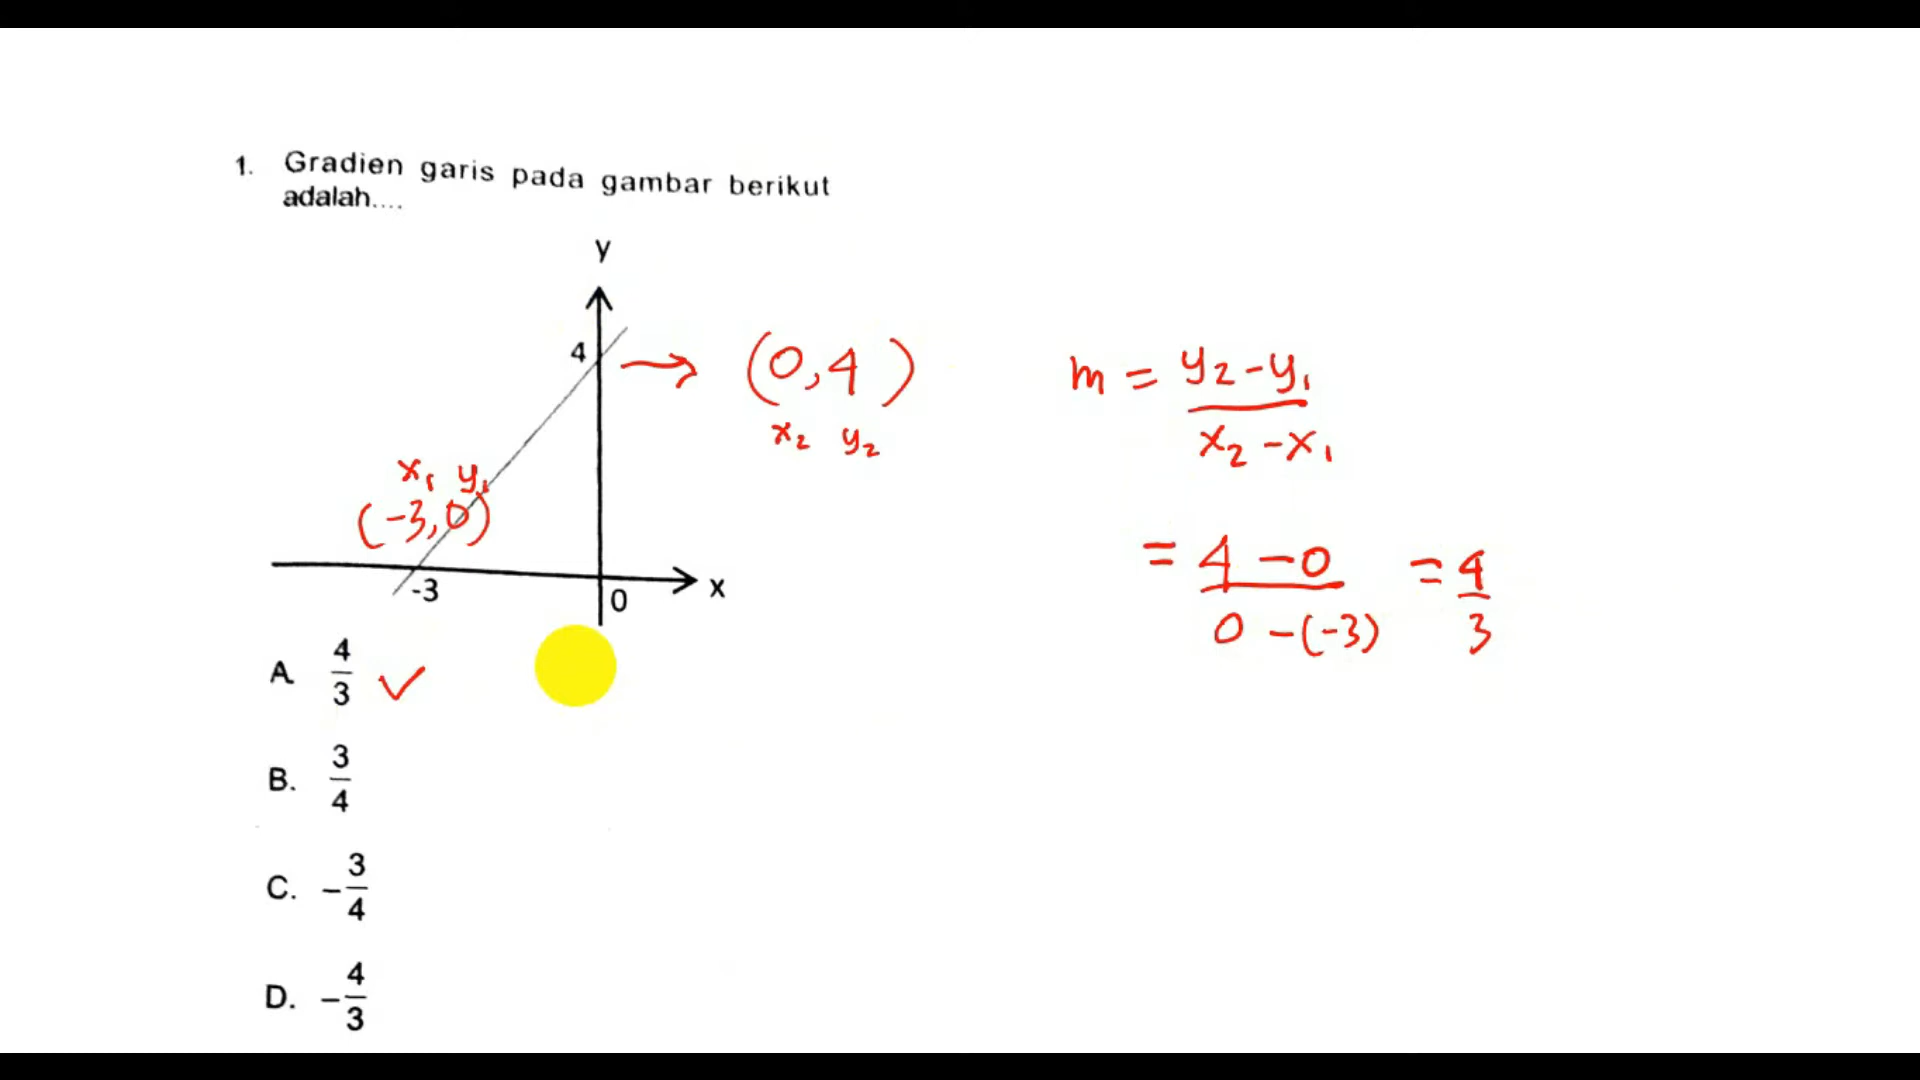 1. Gradien garis pada gambar berikut
adalah....
y
4
(0,4)
x₂ y₂
x₁ y₁
(-3,0)
-3
0
x
m = y₂-y₁
x₂-x₁
= 4-0 = 4
0-(-3) 3
A. 4/3 ✓
B. 3/4
C. -3/4
D. -4/3